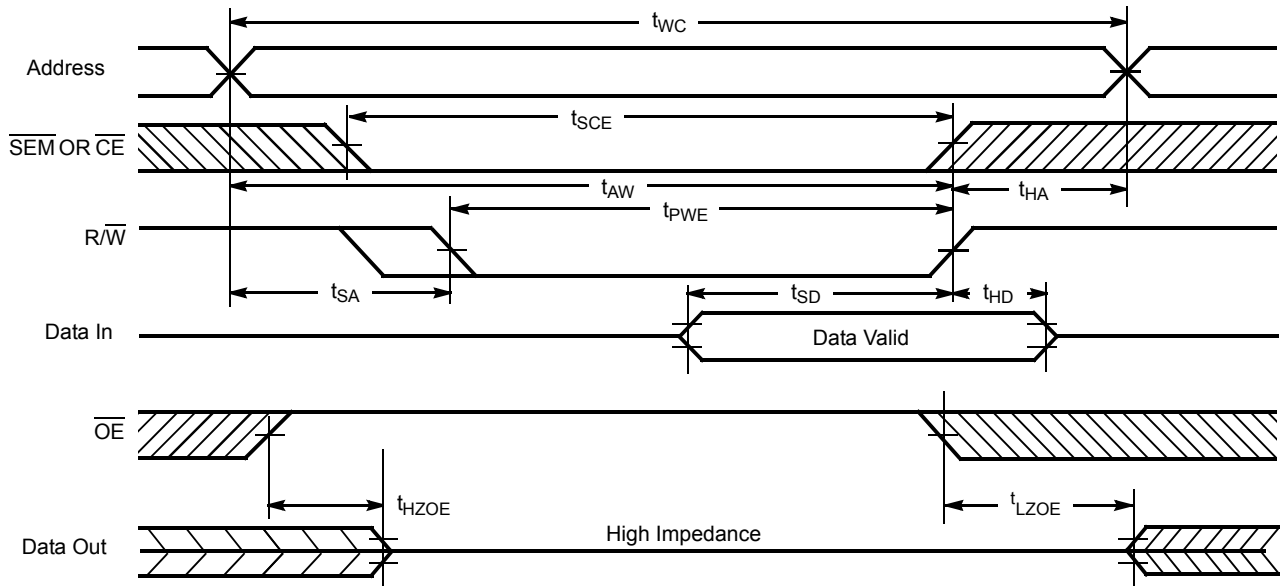 tWC
Address
tSCE
SEM OR CE
tAW
tHA
tPWE
R/W
tSA
tSD
tHD
Data In
Data Valid
OE
tHZOE
tLZOE
High Impedance
Data Out